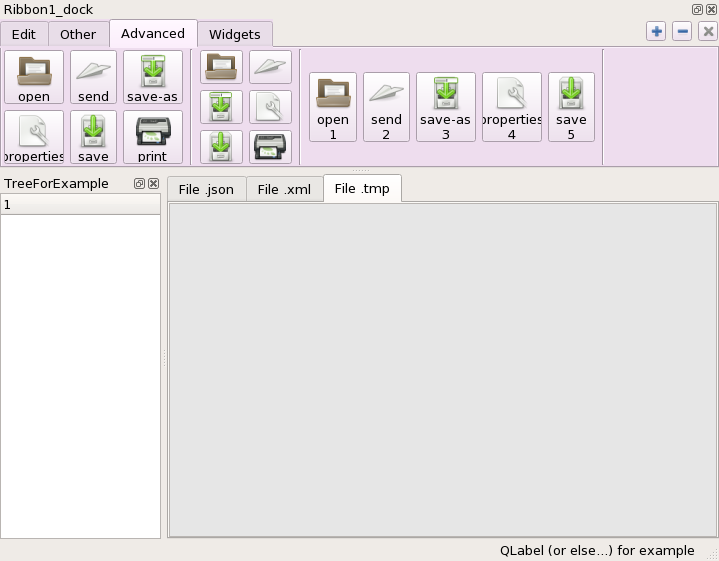 Ribbon1_dock
Edit Other Advanced Widgets
open send save-as
properties save print
open 1 send 2 save-as 3 properties 4 save 5
TreeForExample
1
File .json File .xml File .tmp
QLabel (or else...) for example